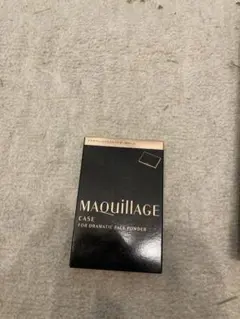 MAQuillAGE
CASE
FOR DRAMATIC FACE POWDER